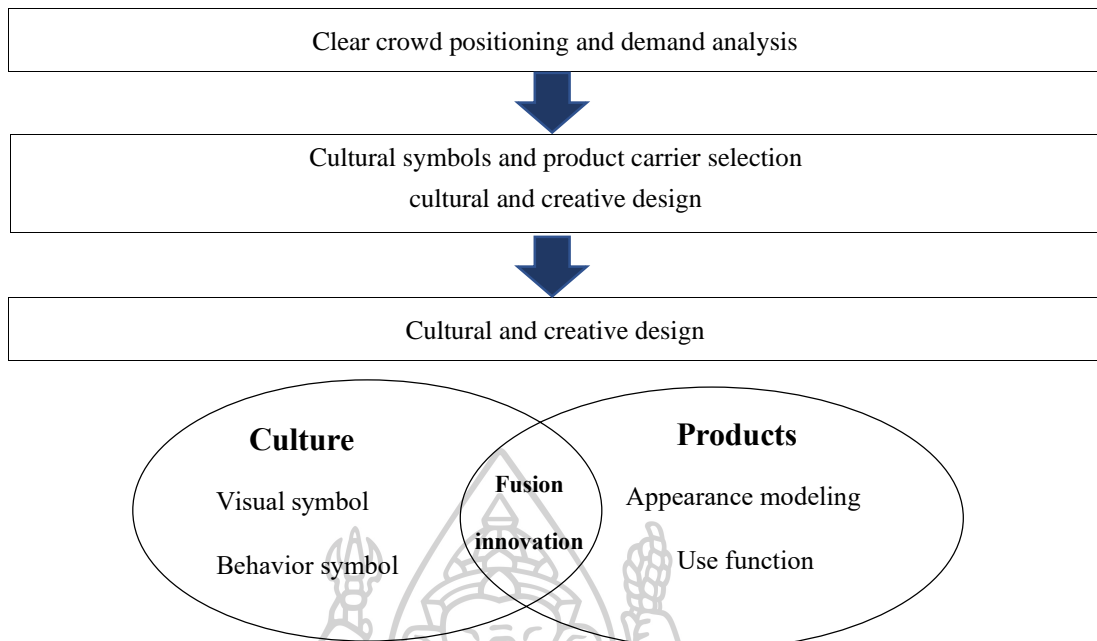 Clear crowd positioning and demand analysis
Cultural symbols and product carrier selection
cultural and creative design
Cultural and creative design
Culture
Visual symbol
Behavior symbol
Fusion
innovation
Products
Appearance modeling
Use function